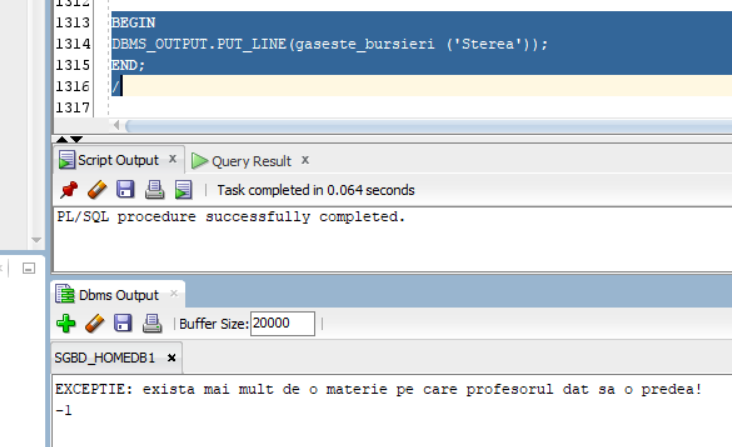 1312
1313 BEGIN
1314 DBMS_OUTPUT.PUT_LINE(gaseste_bursieri ('Sterea'));
1315 END;
1316 /
1317
Script Output x Query Result x
Task completed in 0.064 seconds
PL/SQL procedure successfully completed.
Dbms Output x
Buffer Size: 20000
SGBD_HOMEDB1 x
EXCEPTIE: exista mai mult de o materie pe care profesorul dat sa o predea!
-1